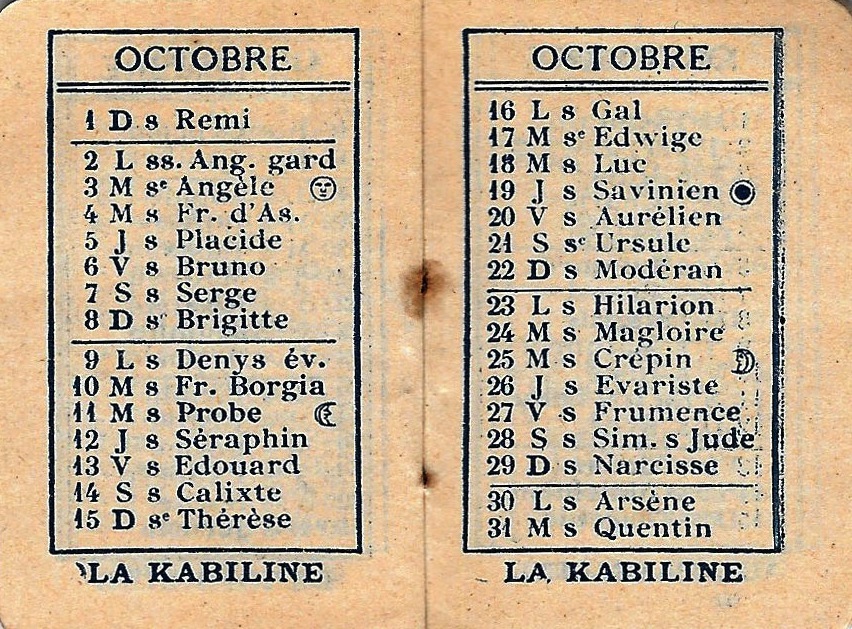 OCTOBRE
1 D s Remi
2 L ss. Ang. gard
3 M sᵉ Angèle
4 M s Fr. d'As.
5 J s Placide
6 V s Bruno
7 S s Serge
8 D sᵉ Brigitte
9 L s Denys év.
10 M s Fr. Borgia
11 M s Probe
12 J s Séraphin
13 V s Edouard
14 S s Calixte
15 D sᵉ Thérèse
LA KABILINE
OCTOBRE
16 L s Gal
17 M sᵉ Edwige
18 M s Luc
19 J s Savinien
20 V s Aurélien
21 S sᵉ Ursule
22 D s Modéran
23 L s Hilarion
24 M s Magloire
25 M s Crépin
26 J s Evariste
27 V s Frumence
28 S s Sim. s Jude
29 D s Narcisse
30 L s Arsène
31 M s Quentin
LA KABILINE